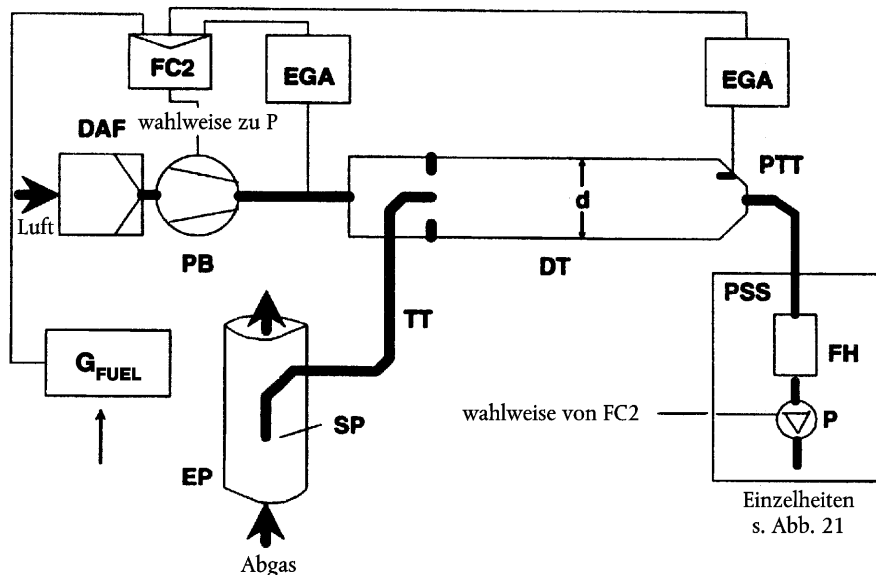 FC2
EGA
EGA
wahlweise zu P
DAF
PTT
Luft
d
PB
DT
PSS
TT
FH
G_FUEL
SP
wahlweise von FC2
P
EP
Einzelheiten
s. Abb. 21
Abgas